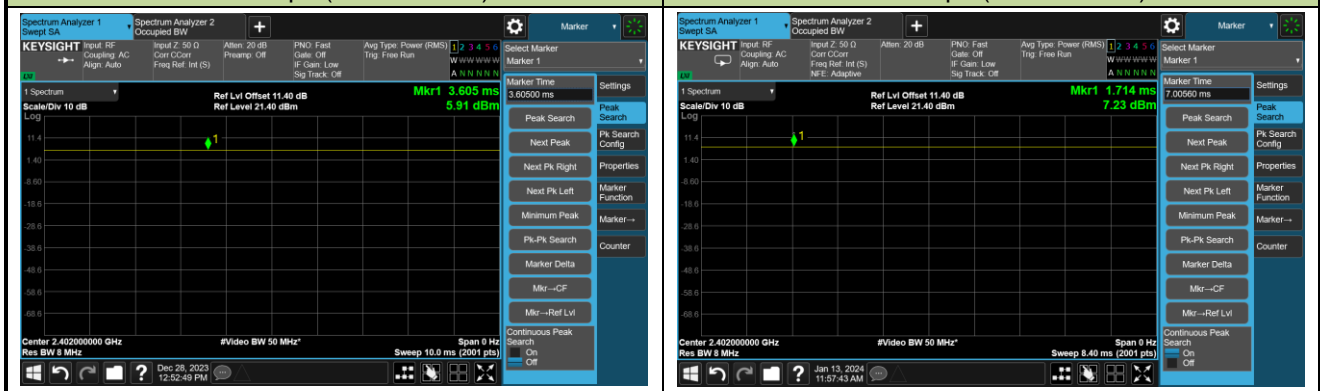 Spectrum Analyzer 1
Swept SA
Spectrum Analyzer 2
Occupied BW
Marker
KEYSIGHT
Input: RF
Coupling: AC
Align: Auto
Input Z: 50 Ω
Corr CCorr
Freq Ref: Int (S)
Atten: 20 dB
Preamp: Off
PNO: Fast
Gate: Off
IF Gain: Low
Sig Track: Off
Avg Type: Power (RMS)
Trig: Free Run
1 2 3 4 5 6
W W W W W W
A N N N N N
Select Marker
Marker 1
1 Spectrum
Scale/Div 10 dB
Log
Ref Lvl Offset 11.40 dB
Ref Level 21.40 dBm
Mkr1 3.605 ms
5.91 dBm
1
11.4
1.40
-8.60
-18.6
-28.6
-38.6
-48.6
-58.6
-68.6
Center 2.402000000 GHz
Res BW 8 MHz
#Video BW 50 MHz*
Span 0 Hz
Sweep 10.0 ms (2001 pts)
Marker Time
3.60500 ms
Peak Search
Next Peak
Next Pk Right
Next Pk Left
Minimum Peak
Pk-Pk Search
Marker Delta
Mkr→CF
Mkr→Ref Lvl
Continuous Peak
Search
On
Off
Settings
Peak
Search
Pk Search
Config
Properties
Marker
Function
Marker→
Counter
Dec 28, 2023
12:52:49 PM
Spectrum Analyzer 1
Swept SA
Spectrum Analyzer 2
Occupied BW
Marker
KEYSIGHT
Input: RF
Coupling: AC
Align: Auto
Input Z: 50 Ω
Corr CCorr
Freq Ref: Int (S)
NFE: Adaptive
Atten: 20 dB
PNO: Fast
Gate: Off
IF Gain: Low
Sig Track: Off
Avg Type: Power (RMS)
Trig: Free Run
1 2 3 4 5 6
W W W W W W
A N N N N N
Select Marker
Marker 1
1 Spectrum
Scale/Div 10 dB
Log
Ref Lvl Offset 11.40 dB
Ref Level 21.40 dBm
Mkr1 1.714 ms
7.23 dBm
1
11.4
1.40
-8.60
-18.6
-28.6
-38.6
-48.6
-58.6
-68.6
Center 2.402000000 GHz
Res BW 8 MHz
#Video BW 50 MHz*
Span 0 Hz
Sweep 8.40 ms (2001 pts)
Marker Time
7.00560 ms
Peak Search
Next Peak
Next Pk Right
Next Pk Left
Minimum Peak
Pk-Pk Search
Marker Delta
Mkr→CF
Mkr→Ref Lvl
Continuous Peak
Search
On
Off
Settings
Peak
Search
Pk Search
Config
Properties
Marker
Function
Marker→
Counter
Jan 13, 2024
11:57:43 AM